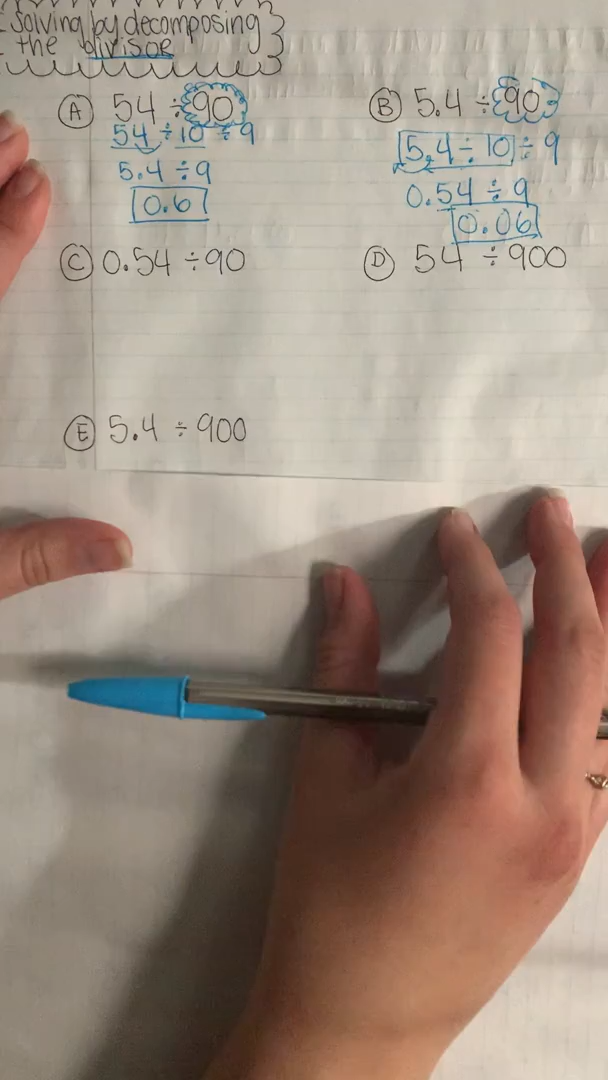 solving by decomposing
the divisor
A 54 ÷ 90
54 ÷ 10 ÷ 9
5.4 ÷ 9
0.6
B 5.4 ÷ 90
5.4 ÷ 10 ÷ 9
0.54 ÷ 9
0.06
C 0.54 ÷ 90
D 54 ÷ 900
E 5.4 ÷ 900